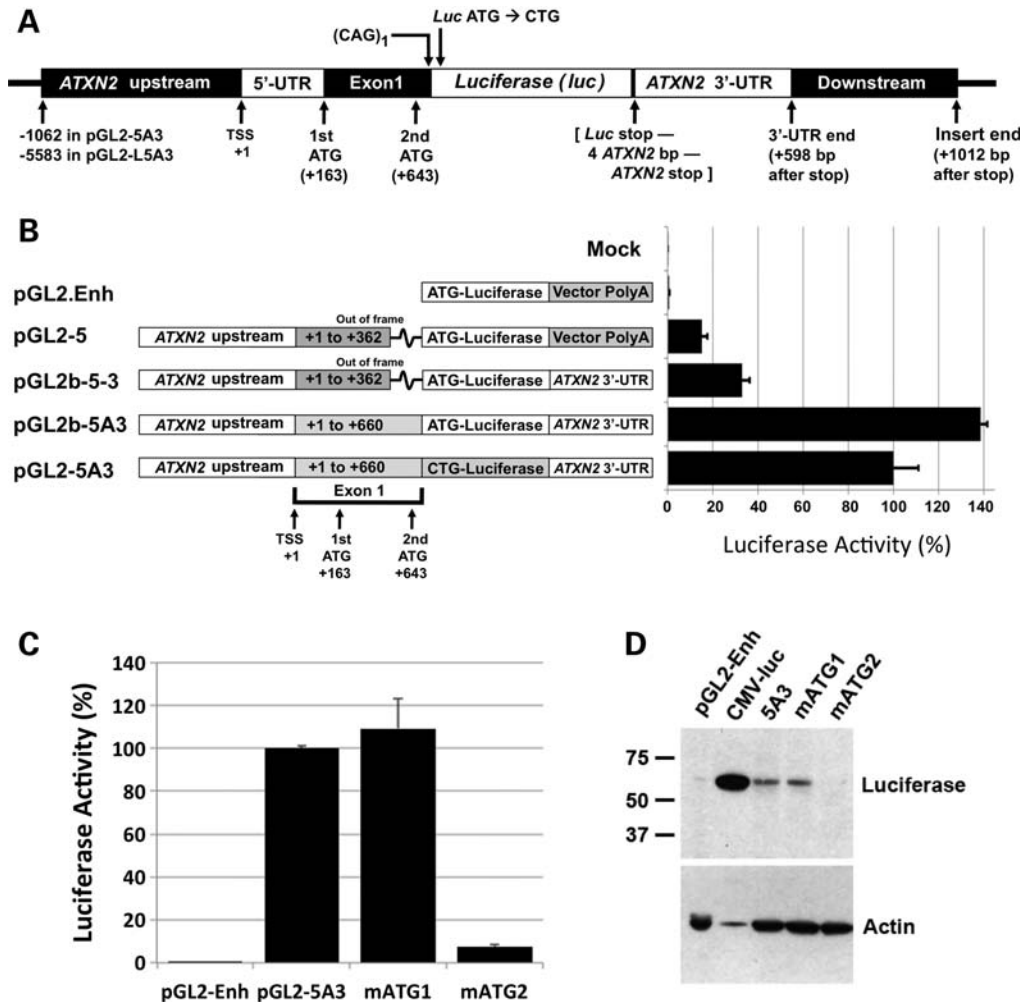 A
Luc ATG → CTG
(CAG)1
ATXN2 upstream 5'-UTR Exon1 Luciferase (luc) ATXN2 3'-UTR Downstream
-1062 in pGL2-5A3
-5583 in pGL2-L5A3
TSS
+1
1st
ATG
(+163)
2nd
ATG
(+643)
[ Luc stop —
4 ATXN2 bp —
ATXN2 stop ]
3'-UTR end
(+598 bp
after stop)
Insert end
(+1012 bp
after stop)
B
Mock
pGL2.Enh ATG-Luciferase Vector PolyA
Out of frame
pGL2-5 ATXN2 upstream +1 to +362 ATG-Luciferase Vector PolyA
Out of frame
pGL2b-5-3 ATXN2 upstream +1 to +362 ATG-Luciferase ATXN2 3'-UTR
pGL2b-5A3 ATXN2 upstream +1 to +660 ATG-Luciferase ATXN2 3'-UTR
pGL2-5A3 ATXN2 upstream +1 to +660 CTG-Luciferase ATXN2 3'-UTR
Exon 1
TSS
+1
1st
ATG
+163
2nd
ATG
+643
0 20 40 60 80 100 120 140
Luciferase Activity (%)
C
Luciferase Activity (%)
140
120
100
80
60
40
20
0
pGL2-Enh pGL2-5A3 mATG1 mATG2
D
pGL2-Enh CMV-luc 5A3 mATG1 mATG2
75
50
37
Luciferase
Actin